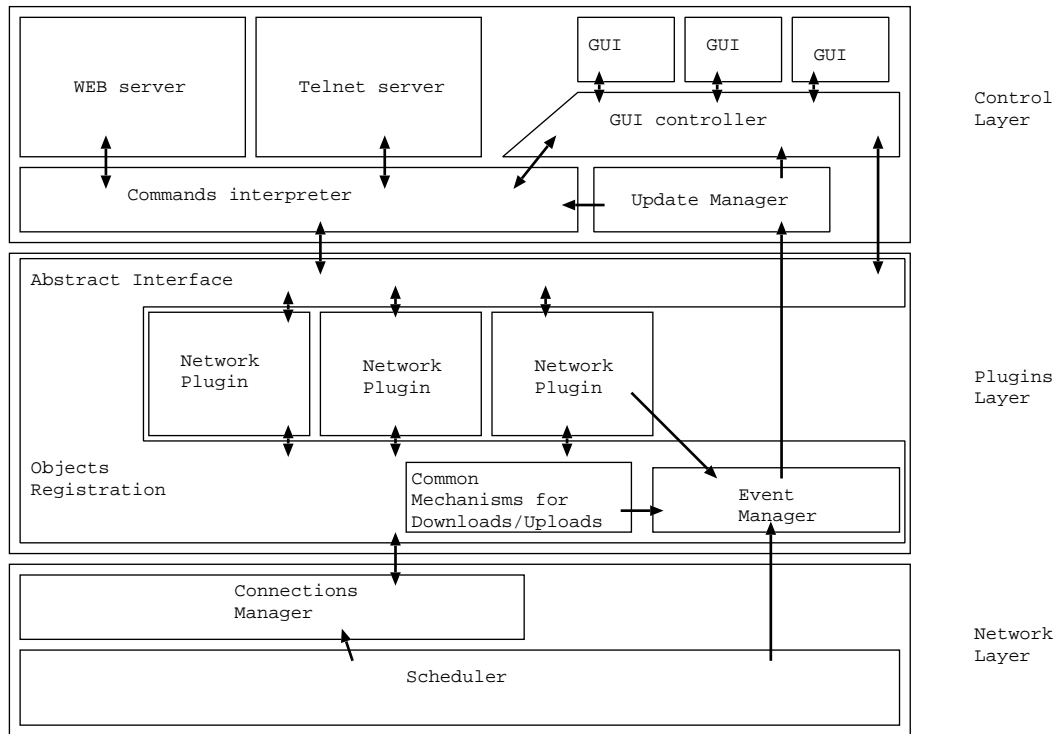 GUI
GUI
GUI
WEB server
Telnet server
GUI controller
Control
Layer
Commands interpreter
Update Manager
Abstract Interface
Network
Plugin
Network
Plugin
Network
Plugin
Plugins
Layer
Objects
Registration
Common
Mechanisms for
Downloads/Uploads
Event
Manager
Connections
Manager
Network
Layer
Scheduler